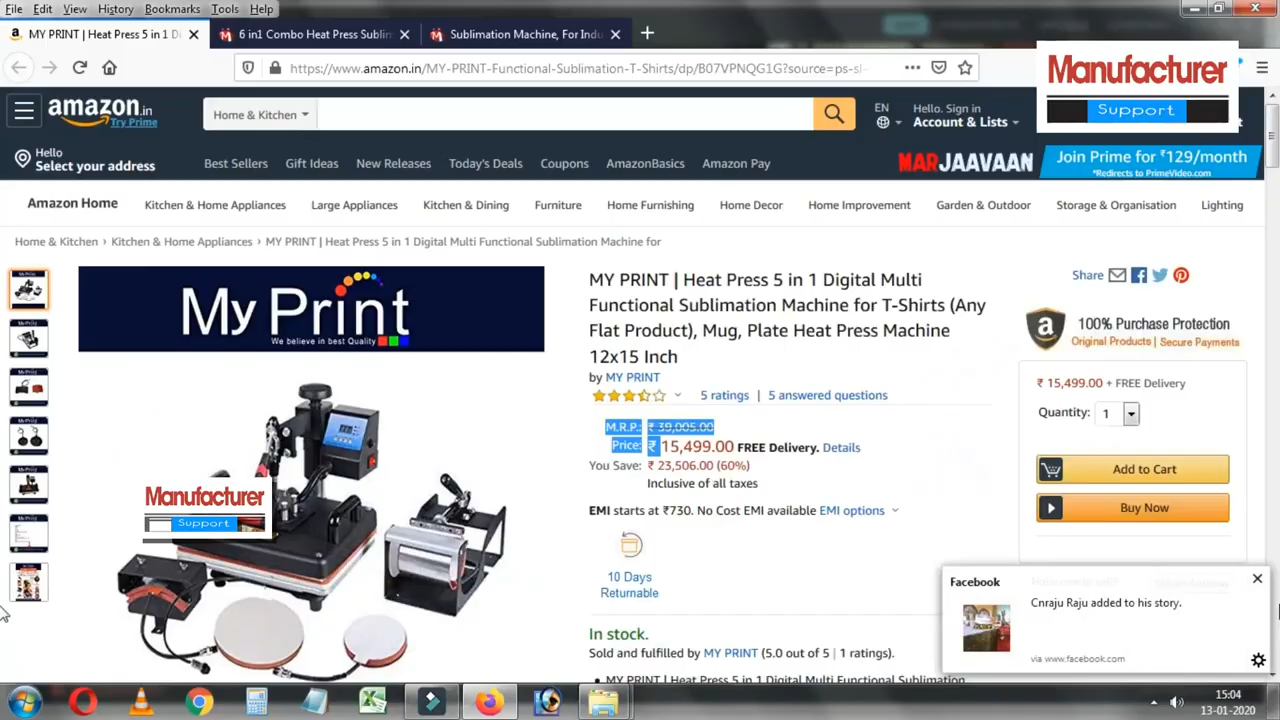 File Edit View History Bookmarks Tools Help
MY PRINT | Heat Press 5 in 1 Di
6 in1 Combo Heat Press Sublin
Sublimation Machine, For Indu
https://www.amazon.in/MY-PRINT-Functional-Sublimation-T-Shirts/dp/B07VPNQG1G?source=ps-sl-
Manufacturer
Support
amazon.in
Try Prime
Home & Kitchen
EN
Hello. Sign in
Account & Lists
Hello
Select your address
Best Sellers Gift Ideas New Releases Today's Deals Coupons AmazonBasics Amazon Pay
MARJAAVAAN
Join Prime for ₹129/month
*Redirects to PrimeVideo.com
Amazon Home Kitchen & Home Appliances Large Appliances Kitchen & Dining Furniture Home Furnishing Home Decor Home Improvement Garden & Outdoor Storage & Organisation Lighting
Home & Kitchen › Kitchen & Home Appliances › MY PRINT | Heat Press 5 in 1 Digital Multi Functional Sublimation Machine for
My Print
We believe in best Quality
Manufacturer
Support
MY PRINT | Heat Press 5 in 1 Digital Multi
Functional Sublimation Machine for T-Shirts (Any
Flat Product), Mug, Plate Heat Press Machine
12x15 Inch
by MY PRINT
5 ratings | 5 answered questions
M.R.P.: ₹ 39,005.00
Price: ₹ 15,499.00 FREE Delivery. Details
You Save: ₹ 23,506.00 (60%)
Inclusive of all taxes
EMI starts at ₹730. No Cost EMI available EMI options
10 Days
Returnable
In stock.
Sold and fulfilled by MY PRINT (5.0 out of 5 | 1 ratings).
MY PRINT | Heat Press 5 in 1 Digital Multi Functional Sublimation
Share
100% Purchase Protection
Original Products | Secure Payments
₹ 15,499.00 + FREE Delivery
Quantity: 1
Add to Cart
Buy Now
Facebook
Cnraju Raju added to his story.
via www.facebook.com
15:04
13-01-2020